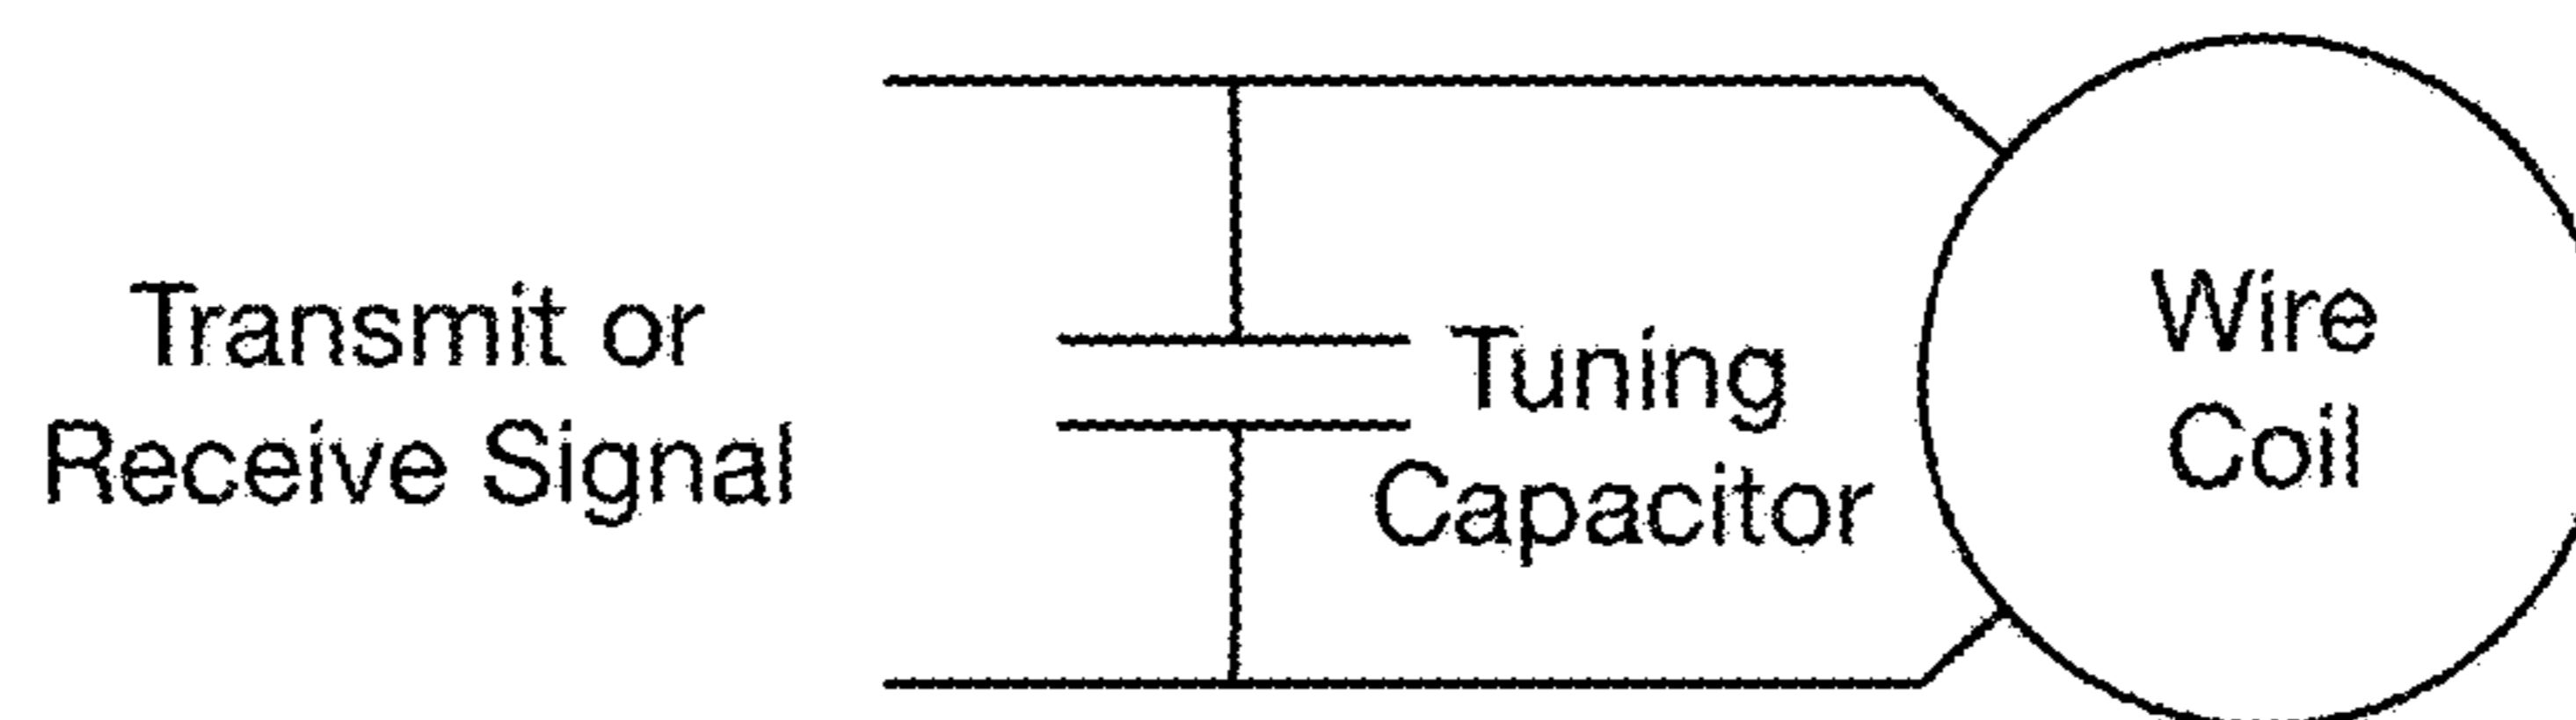 Transmit or
Receive Signal
Tuning
Capacitor
Wire
Coil